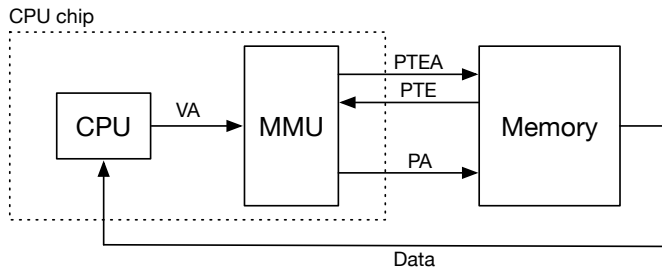 CPU chip
PTEA
PTE
VA
CPU
MMU
Memory
PA
Data